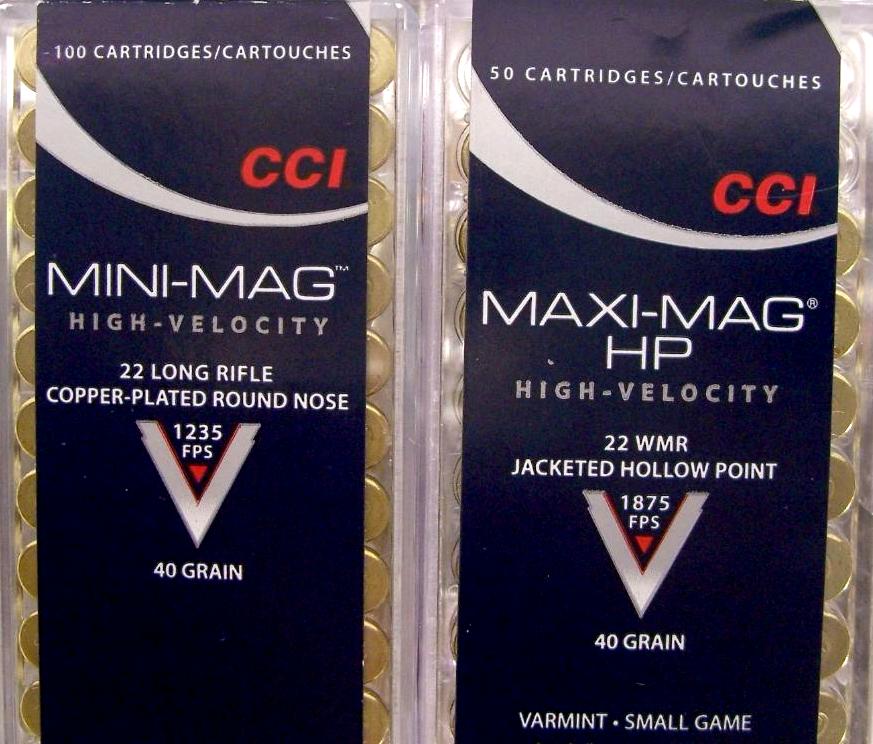 100 CARTRIDGES/CARTOUCHES
CCI
MINI-MAG™
HIGH-VELOCITY
22 LONG RIFLE
COPPER-PLATED ROUND NOSE
1235
FPS
40 GRAIN
50 CARTRIDGES/CARTOUCHES
CCI
MAXI-MAG®
HP
HIGH-VELOCITY
22 WMR
JACKETED HOLLOW POINT
1875
FPS
40 GRAIN
VARMINT • SMALL GAME